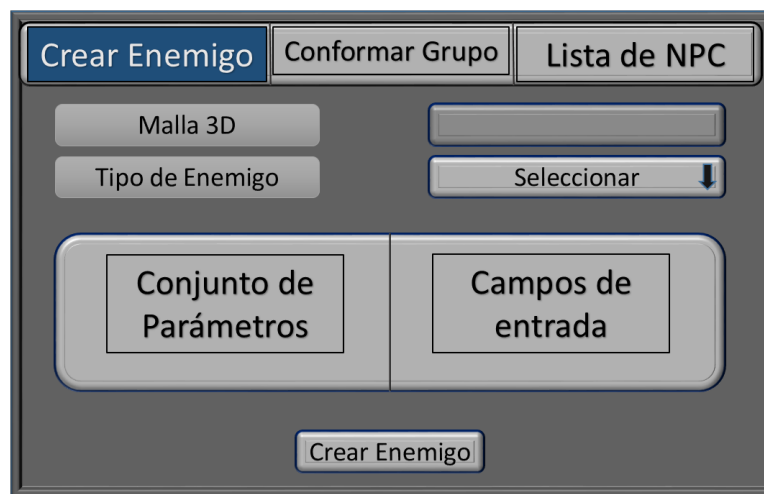 Crear Enemigo
Conformar Grupo
Lista de NPC
Malla 3D
Tipo de Enemigo
Seleccionar
Conjunto de
Parámetros
Campos de
entrada
Crear Enemigo